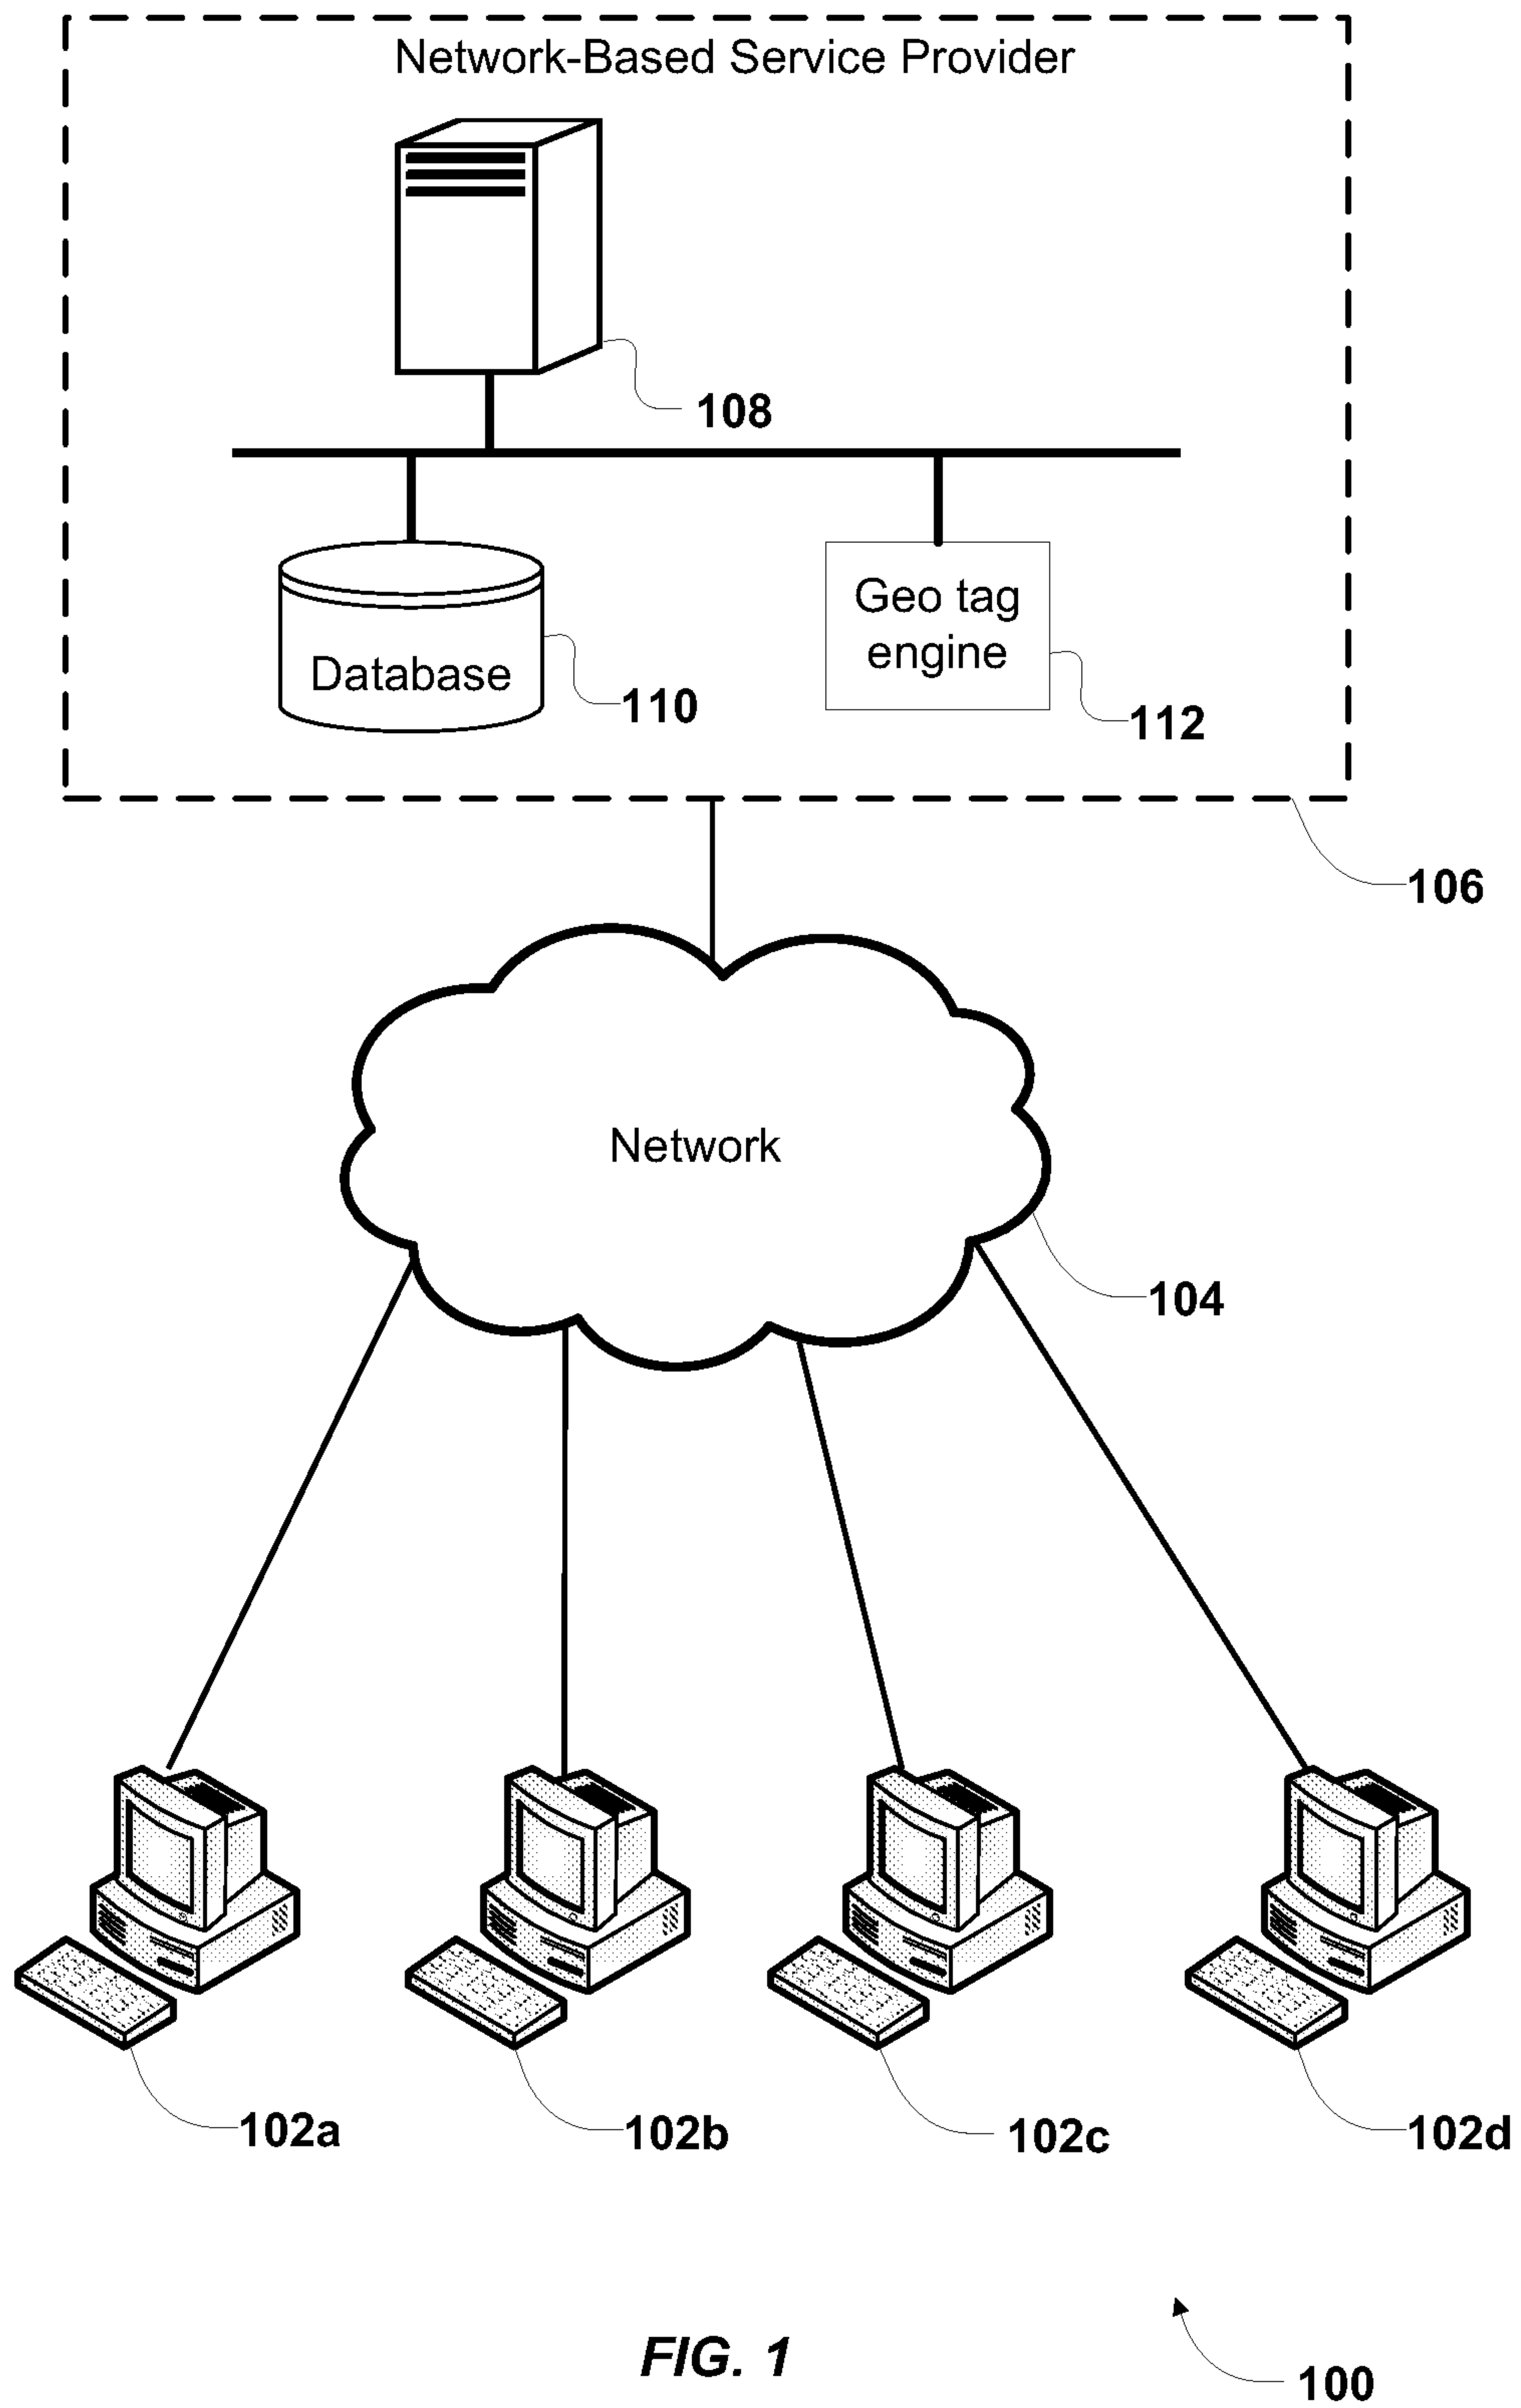 Network-Based Service Provider
108
Database
110
Geo tag
engine
112
106
Network
104
102a
102b
102c
102d
FIG. 1
100